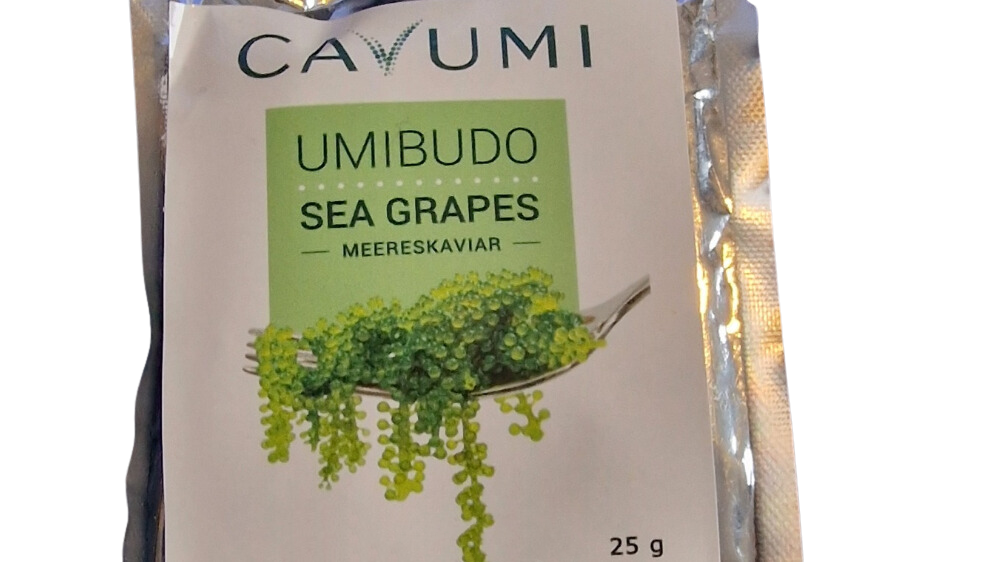 CAVUMI
UMIBUDO
SEA GRAPES
MEERESKAVIAR
25 g